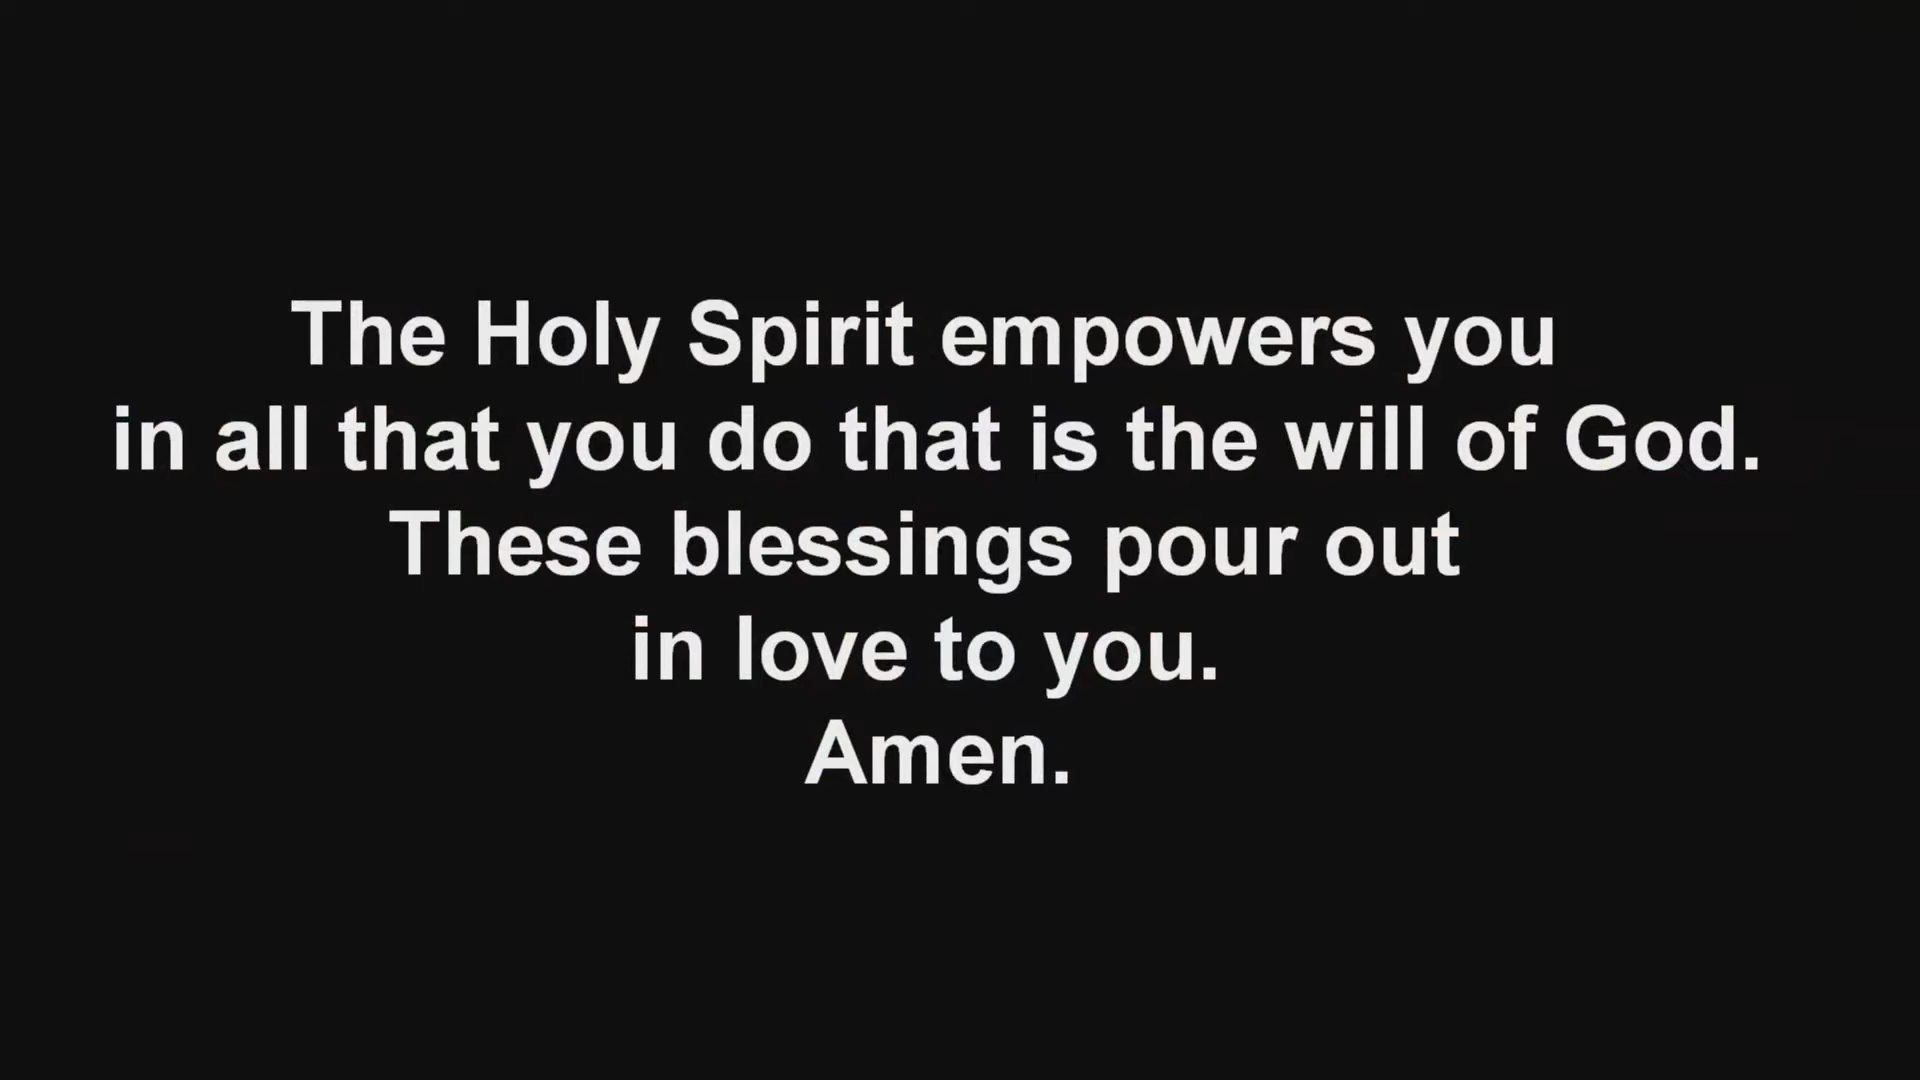 The Holy Spirit empowers you
in all that you do that is the will of God.
These blessings pour out
in love to you.
Amen.